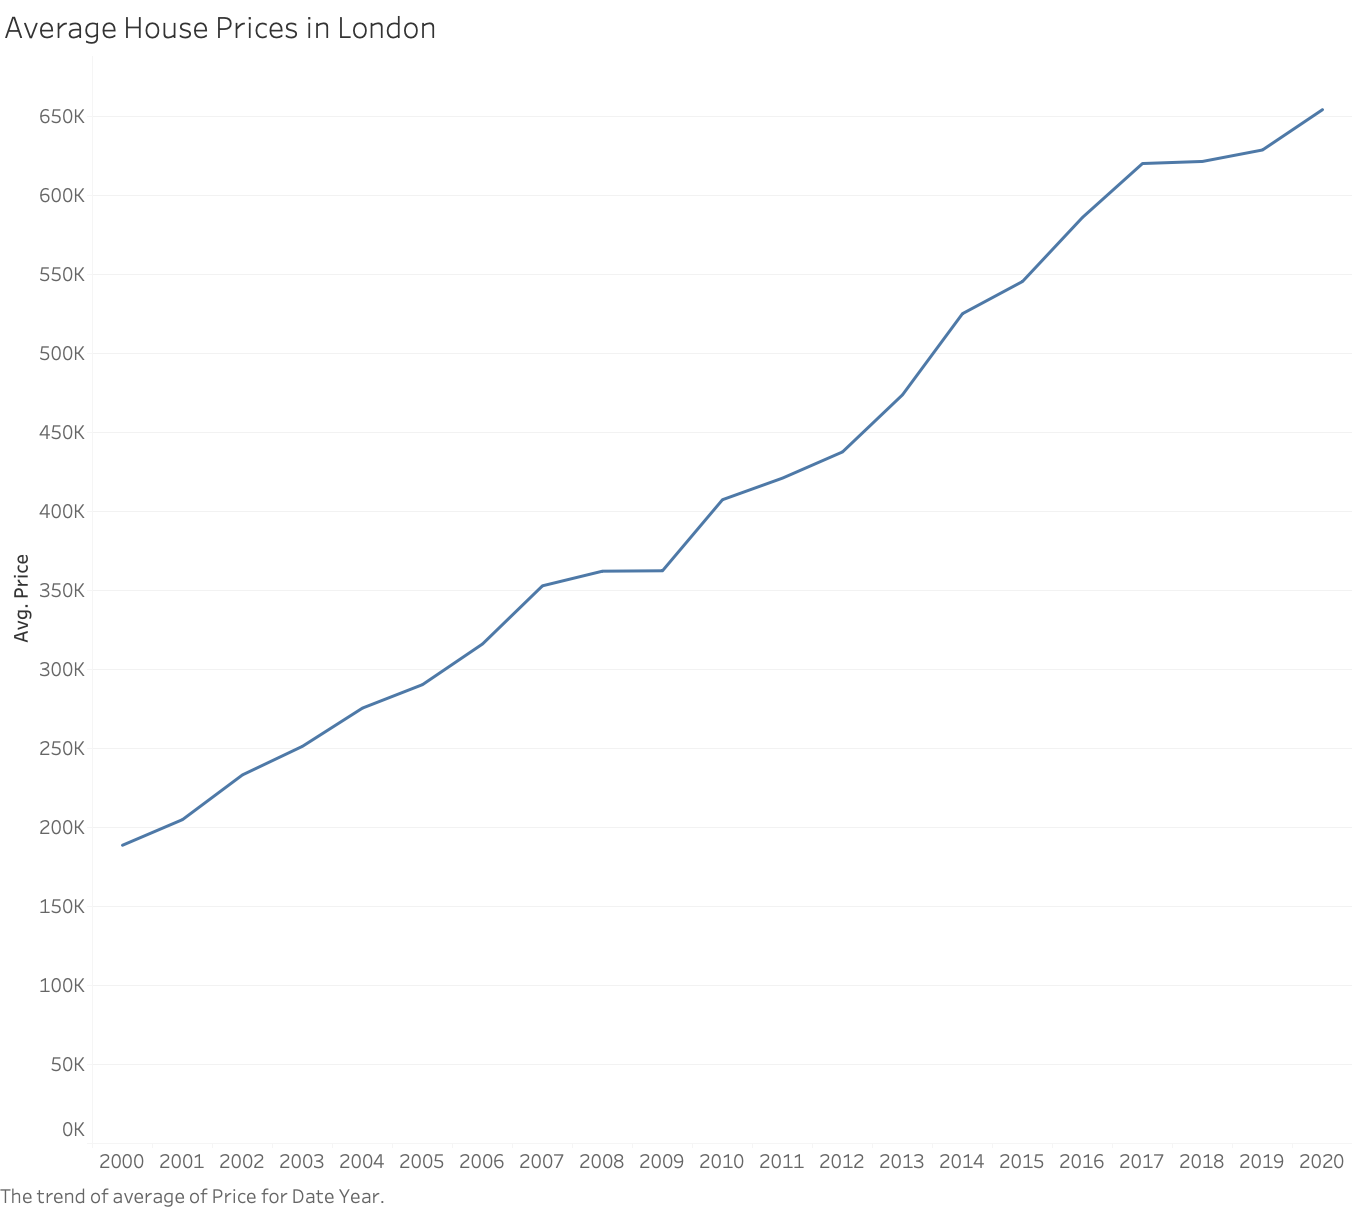 Average House Prices in London
650K
600K
550K
500K
450K
400K
350K
300K
250K
200K
150K
100K
50K
0K
Avg. Price
2000 2001 2002 2003 2004 2005 2006 2007 2008 2009 2010 2011 2012 2013 2014 2015 2016 2017 2018 2019 2020
The trend of average of Price for Date Year.